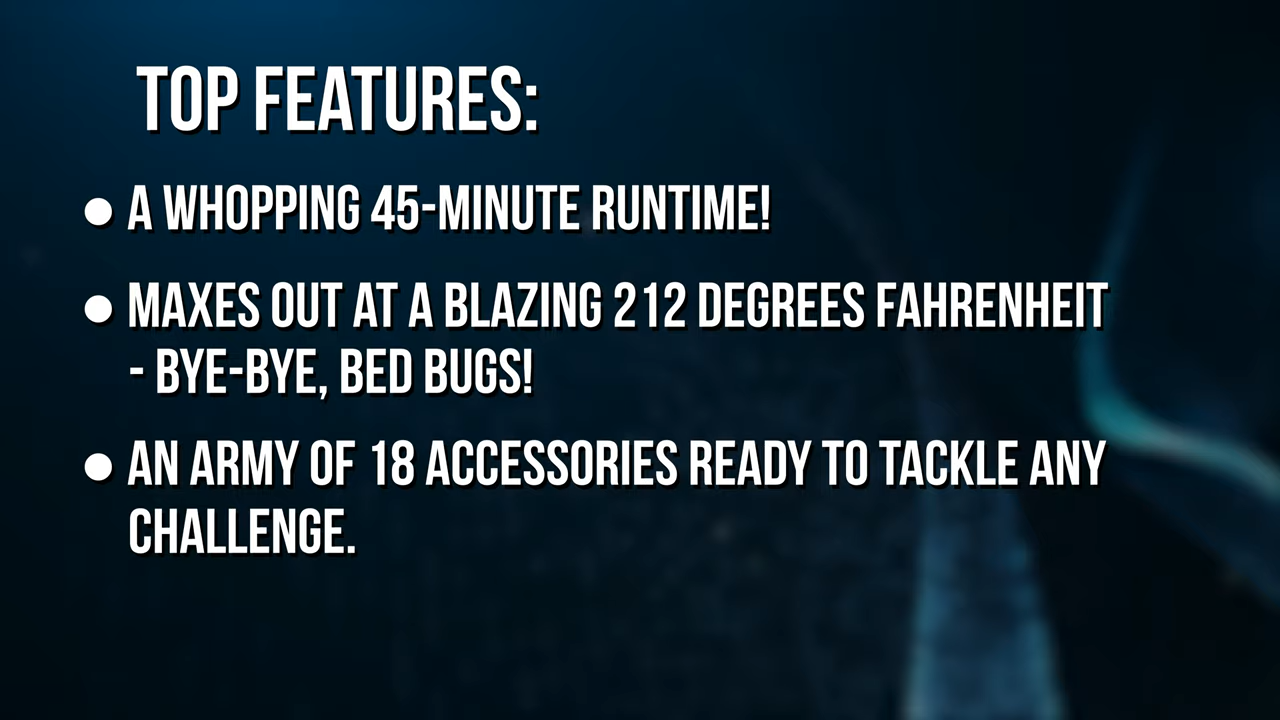 TOP FEATURES:
● A WHOPPING 45-MINUTE RUNTIME!
● MAXES OUT AT A BLAZING 212 DEGREES FAHRENHEIT
- BYE-BYE, BED BUGS!
● AN ARMY OF 18 ACCESSORIES READY TO TACKLE ANY
CHALLENGE.